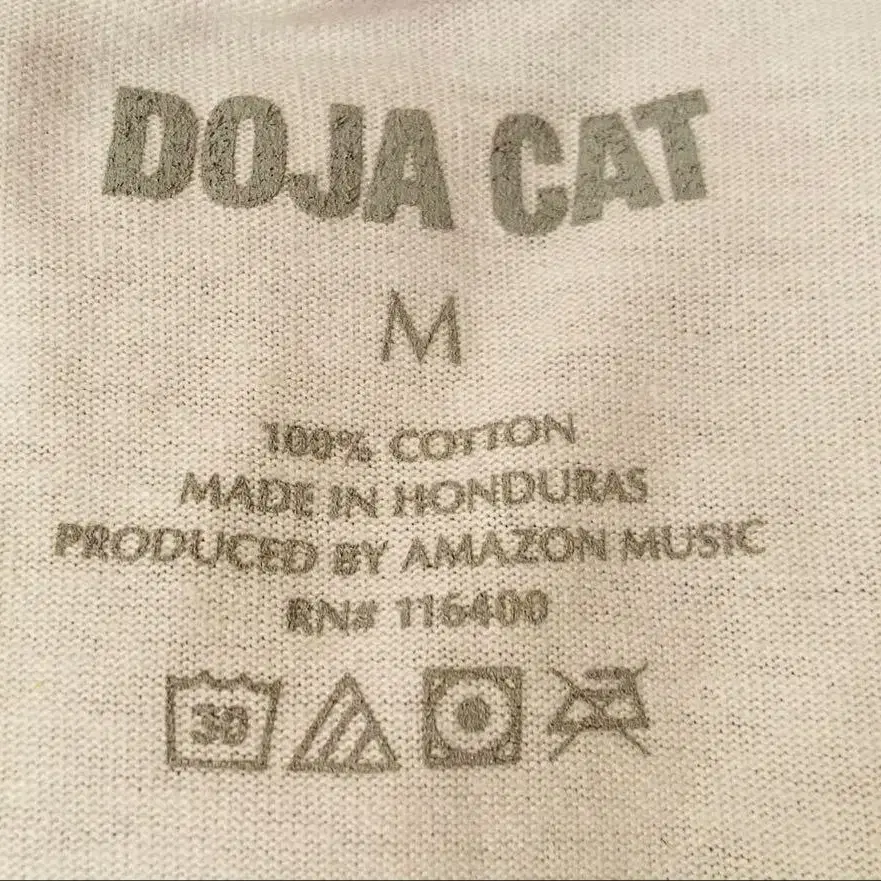 DOJA CAT
M
100% COTTON
MADE IN HONDURAS
PRODUCED BY AMAZON MUSIC
RN# 116400
30